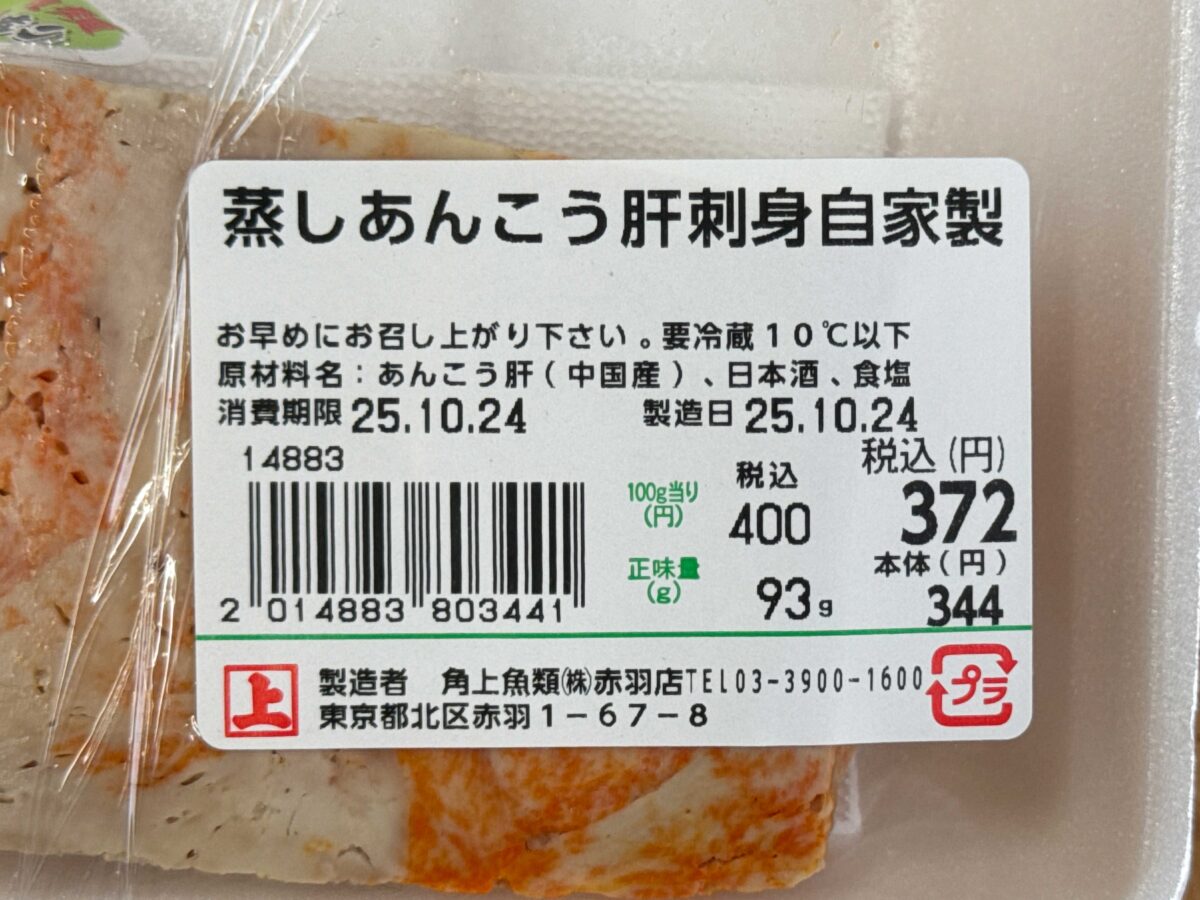 蒸しあんこう肝刺身自家製
お早めにお召し上がり下さい。要冷蔵10℃以下
原材料名：あんこう肝（中国産）、日本酒、食塩
消費期限 25.10.24 製造日 25.10.24
14883
税込
税込(円)
100g当り(円) 400 372
本体(円)
正味量(g) 93g 344
2 014883 803441
上 製造者 角上魚類㈱赤羽店TEL03-3900-1600
東京都北区赤羽1-67-8
プラ